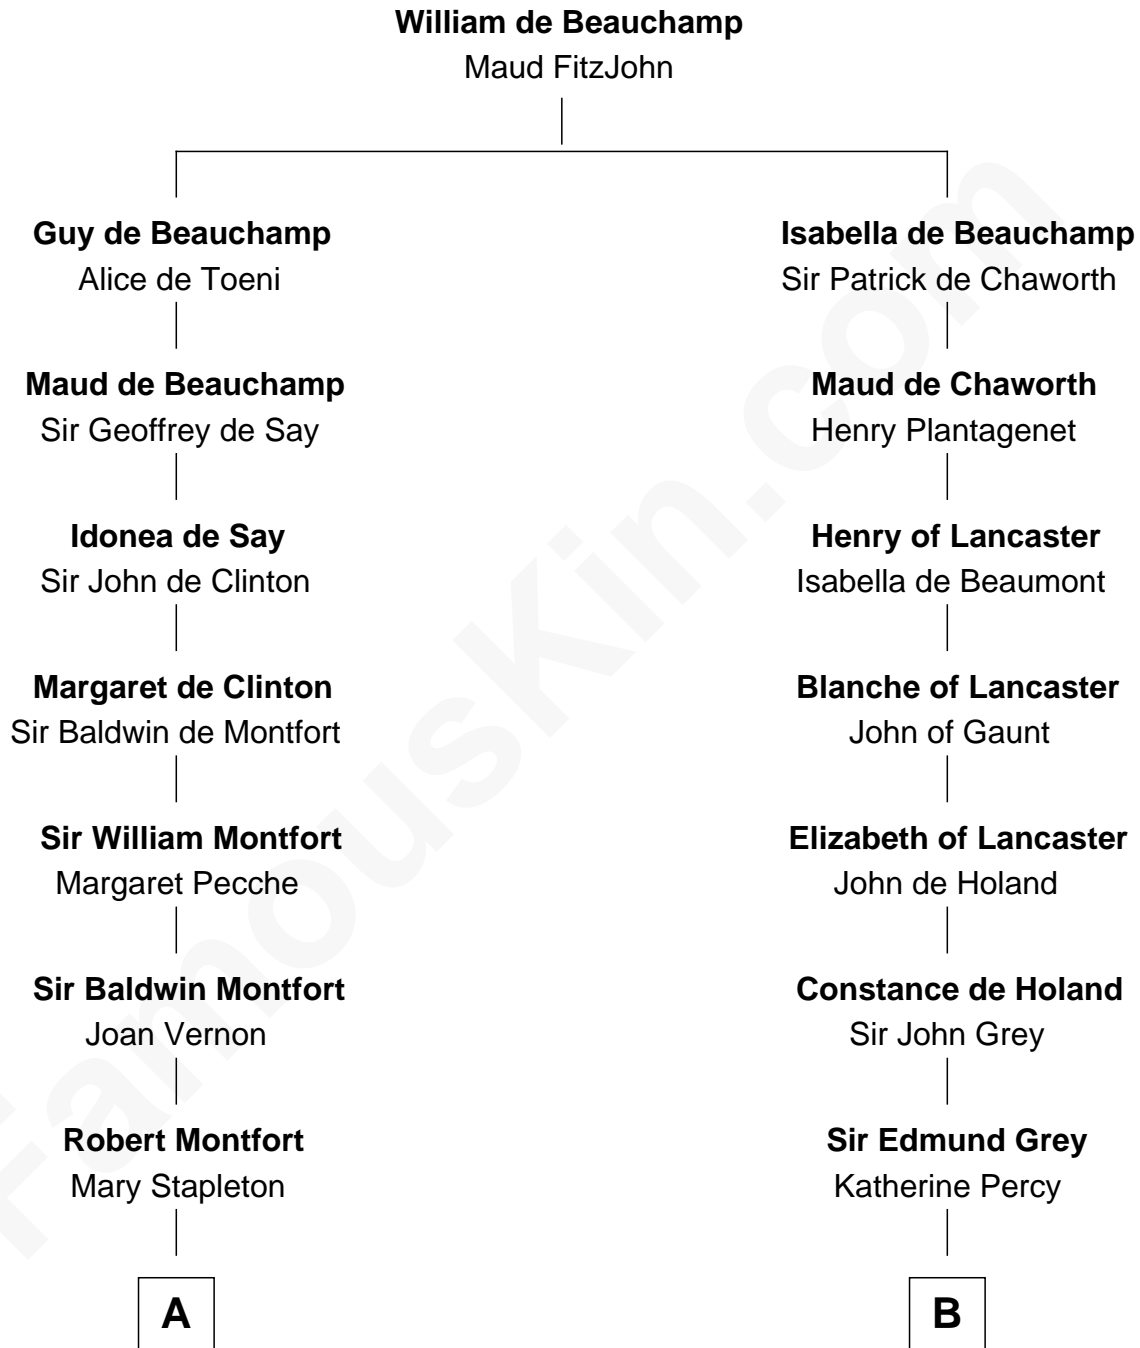 William de Beauchamp
Maud FitzJohn
Guy de Beauchamp
Alice de Toeni
Isabella de Beauchamp
Sir Patrick de Chaworth
Maud de Beauchamp
Sir Geoffrey de Say
Maud de Chaworth
Henry Plantagenet
Idonea de Say
Sir John de Clinton
Henry of Lancaster
Isabella de Beaumont
Margaret de Clinton
Sir Baldwin de Montfort
Blanche of Lancaster
John of Gaunt
Sir William Montfort
Margaret Pecche
Elizabeth of Lancaster
John de Holand
Sir Baldwin Montfort
Joan Vernon
Constance de Holand
Sir John Grey
Robert Montfort
Mary Stapleton
Sir Edmund Grey
Katherine Percy
A
B
FamousKin.com